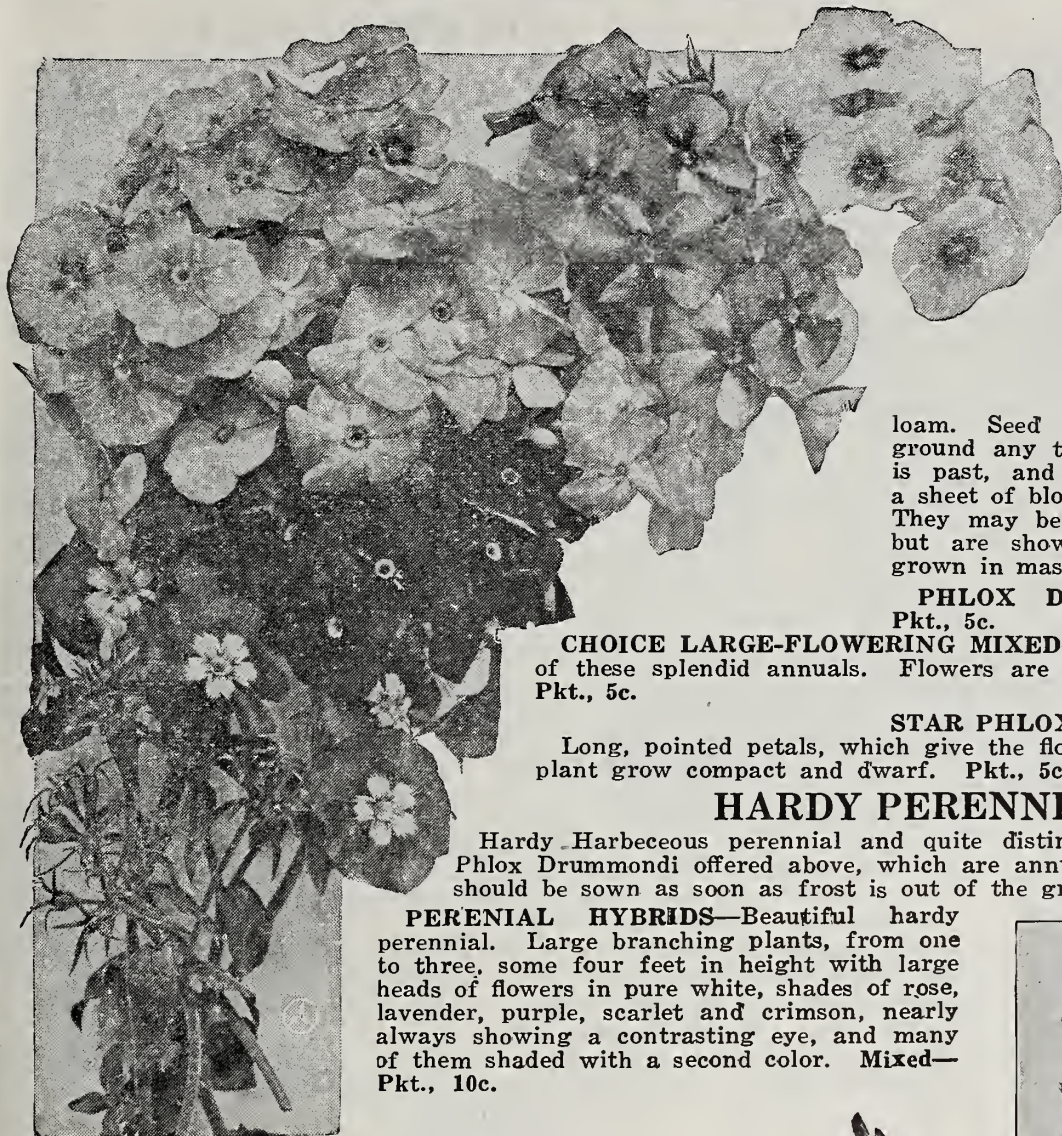 loam. Seed
ground any t
is past, and
a sheet of blo
They may be
but are show
grown in mas
PHLOX D
Pkt., 5c.
CHOICE LARGE-FLOWERING MIXED
of these splendid annuals. Flowers are
Pkt., 5c.
STAR PHLOX
Long, pointed petals, which give the flo
plant grow compact and dwarf. Pkt., 5c
HARDY PERENNI
Hardy Harbeceous perennial and quite distin
Phlox Drummondi offered above, which are ann
should be sown as soon as frost is out of the gr
PERENIAL HYBRIDS—Beautiful hardy
perennial. Large branching plants, from one
to three, some four feet in height with large
heads of flowers in pure white, shades of rose,
lavender, purple, scarlet and crimson, nearly
always showing a contrasting eye, and many
of them shaded with a second color. Mixed—
Pkt., 10c.